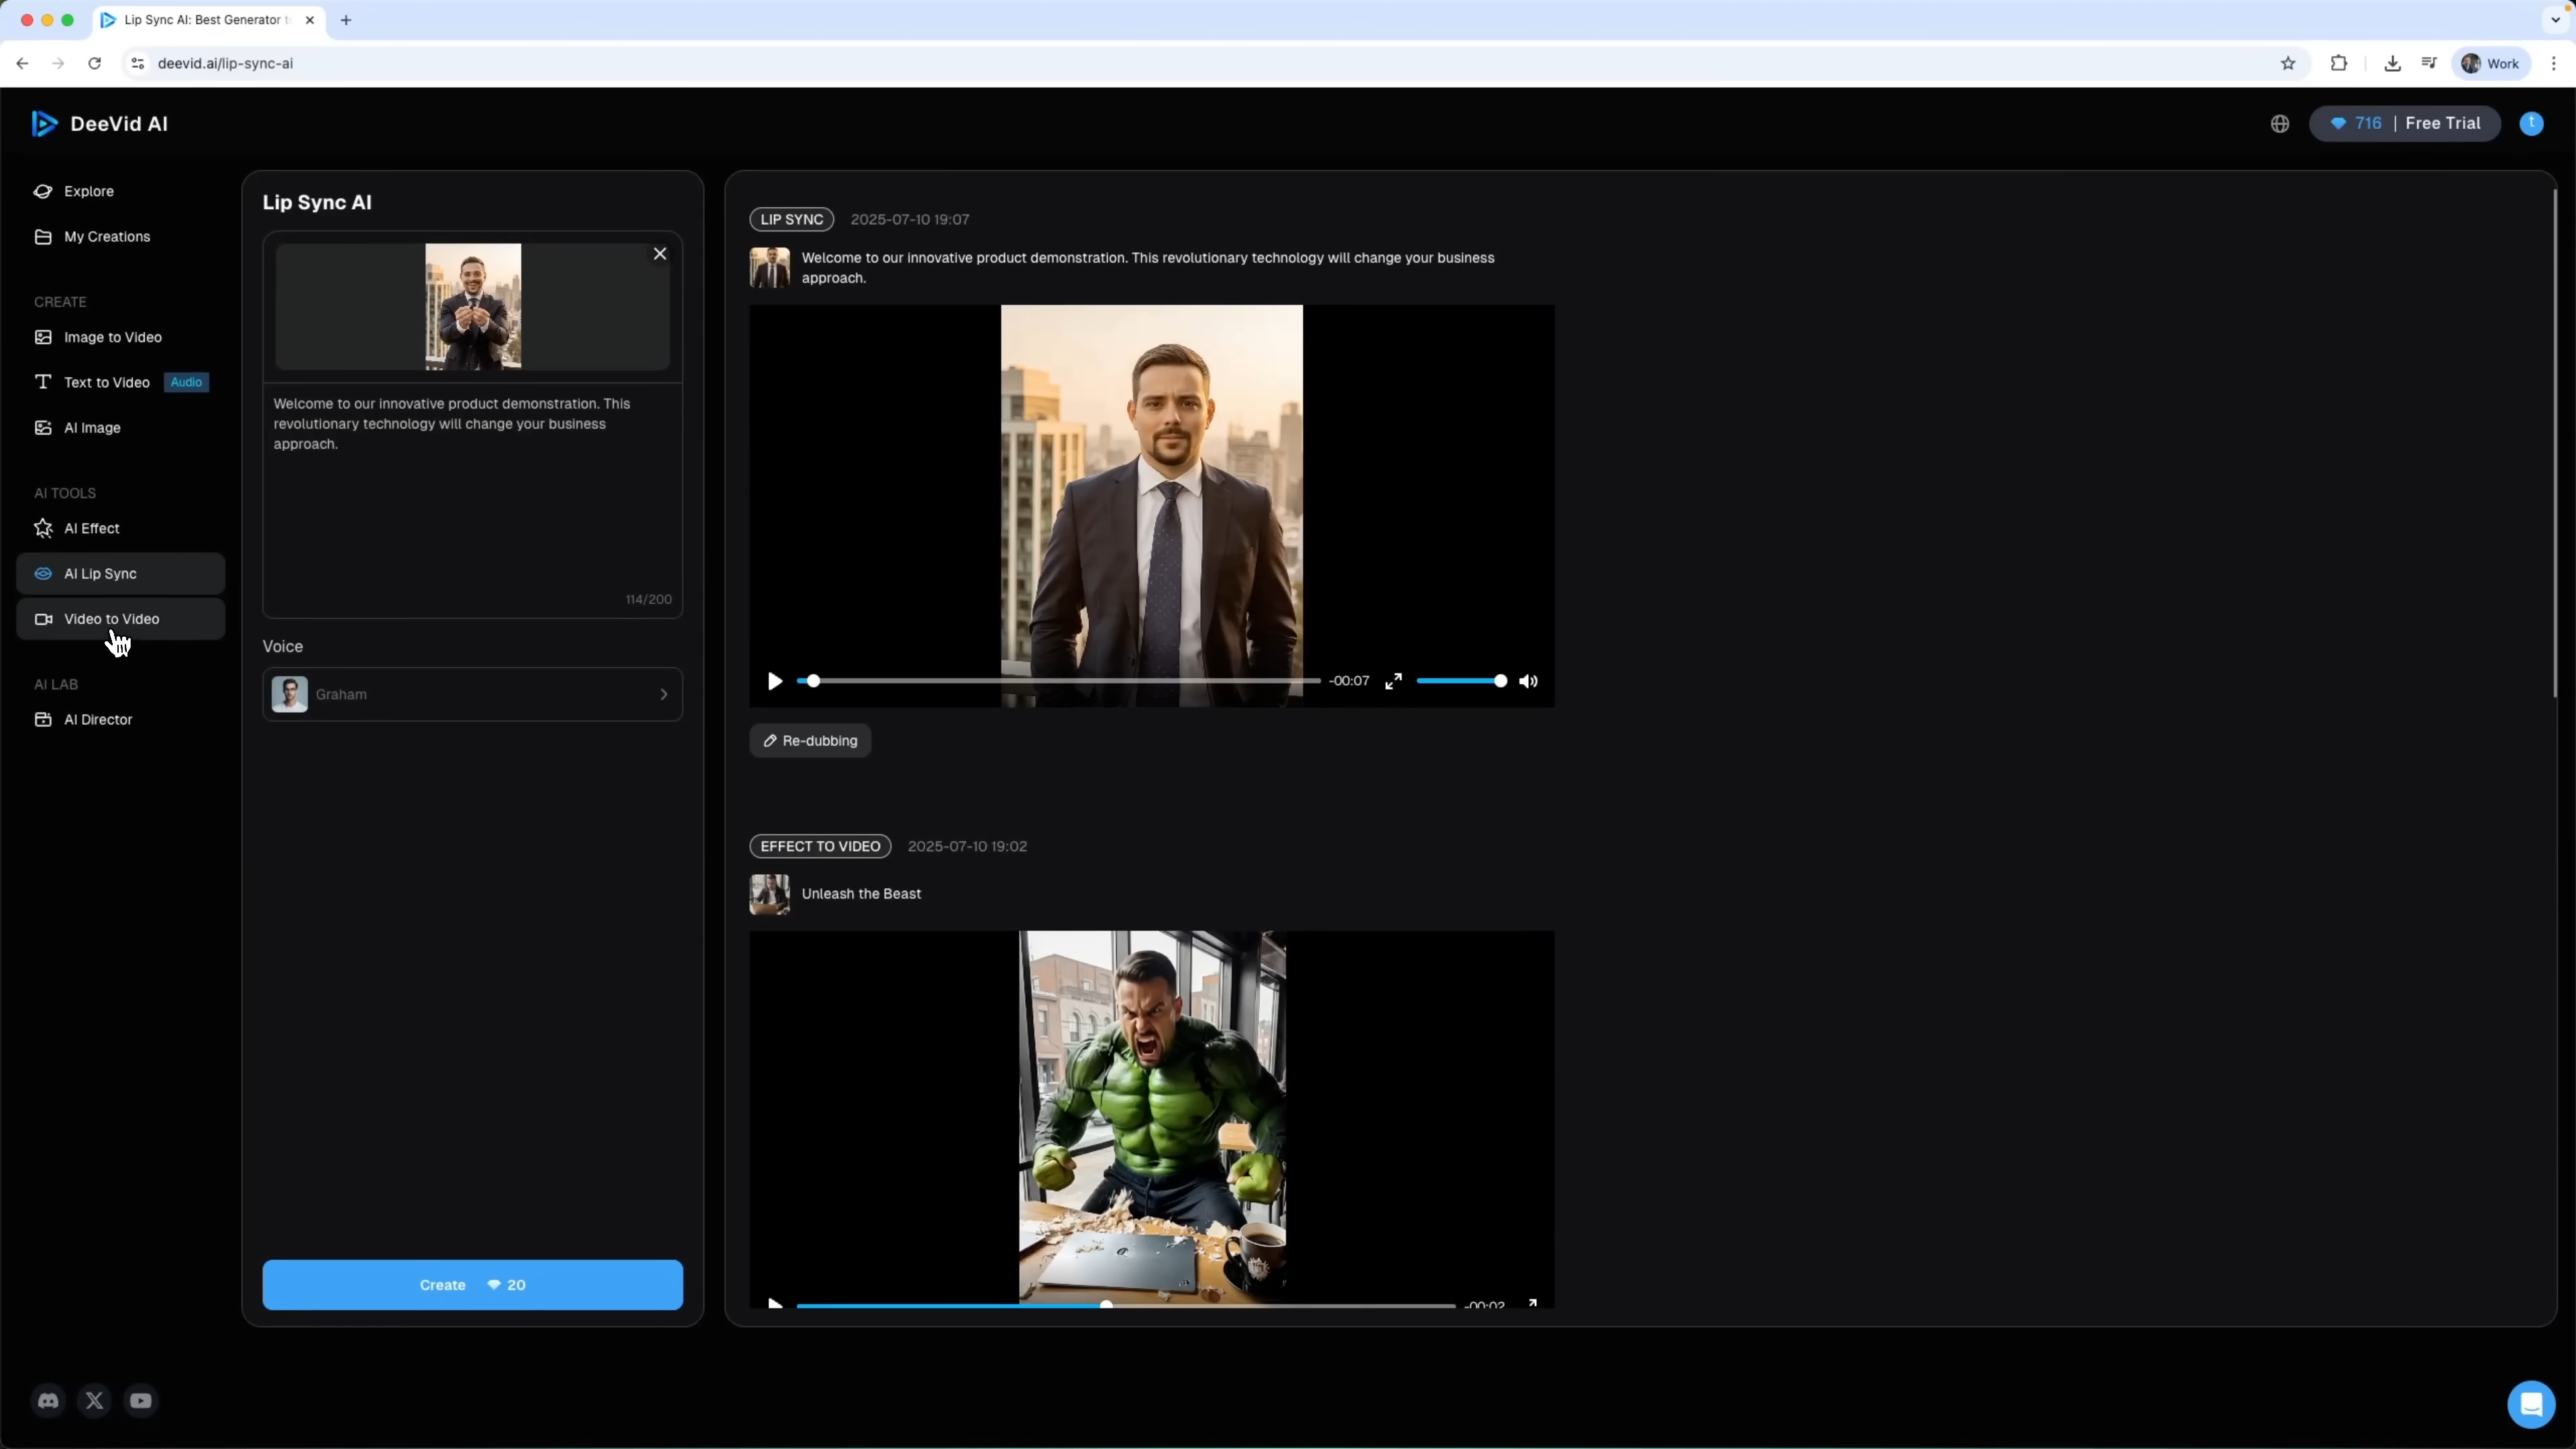 Lip Sync AI: Best Generator t
deevid.ai/lip-sync-ai
Work
DeeVid AI
716 | Free Trial
t
Explore
My Creations
CREATE
Image to Video
Text to Video Audio
AI Image
AI TOOLS
AI Effect
AI Lip Sync
Video to Video
AI LAB
AI Director
Lip Sync AI
Welcome to our innovative product demonstration. This
revolutionary technology will change your business
approach.
114/200
Voice
Graham
Create 20
LIP SYNC 2025-07-10 19:07
Welcome to our innovative product demonstration. This revolutionary technology will change your business
approach.
-00:07
Re-dubbing
EFFECT TO VIDEO 2025-07-10 19:02
Unleash the Beast
-00:02